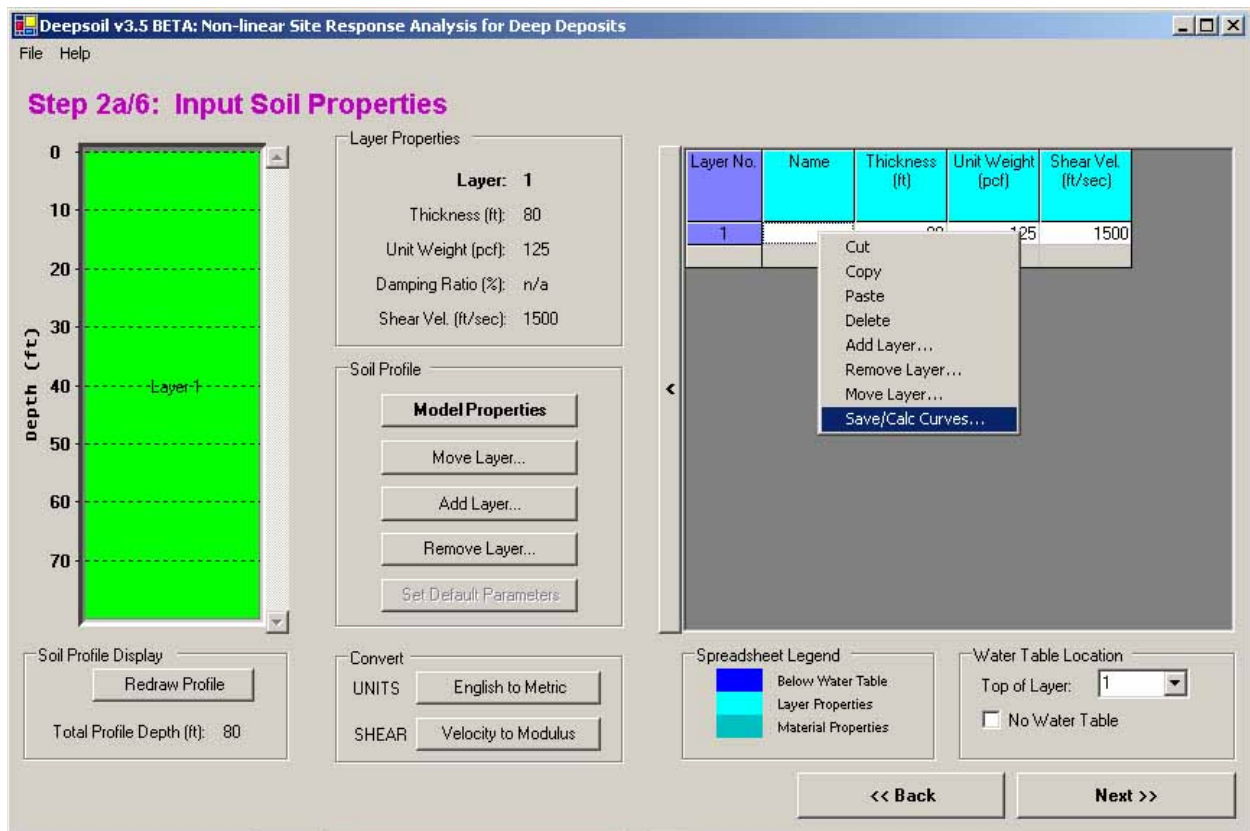 Deepsoil v3.5 BETA: Non-linear Site Response Analysis for Deep Deposits
File Help
Step 2a/6: Input Soil Properties
0
10
20
30
40
50
60
70
Depth (ft)
Layer 1
Layer Properties
Layer: 1
Thickness (ft): 80
Unit Weight (pcf): 125
Damping Ratio (%): n/a
Shear Vel. (ft/sec): 1500
Soil Profile
Model Properties
Move Layer...
Add Layer...
Remove Layer...
Set Default Parameters
<
Layer No. Name Thickness (ft) Unit Weight (pcf) Shear Vel. (ft/sec)
1 125 1500
Cut
Copy
Paste
Delete
Add Layer...
Remove Layer...
Move Layer...
Save/Calc Curves...
Soil Profile Display
Redraw Profile
Total Profile Depth (ft): 80
Convert
UNITS English to Metric
SHEAR Velocity to Modulus
Spreadsheet Legend
Below Water Table
Layer Properties
Material Properties
Water Table Location
Top of Layer: 1
No Water Table
<< Back
Next >>